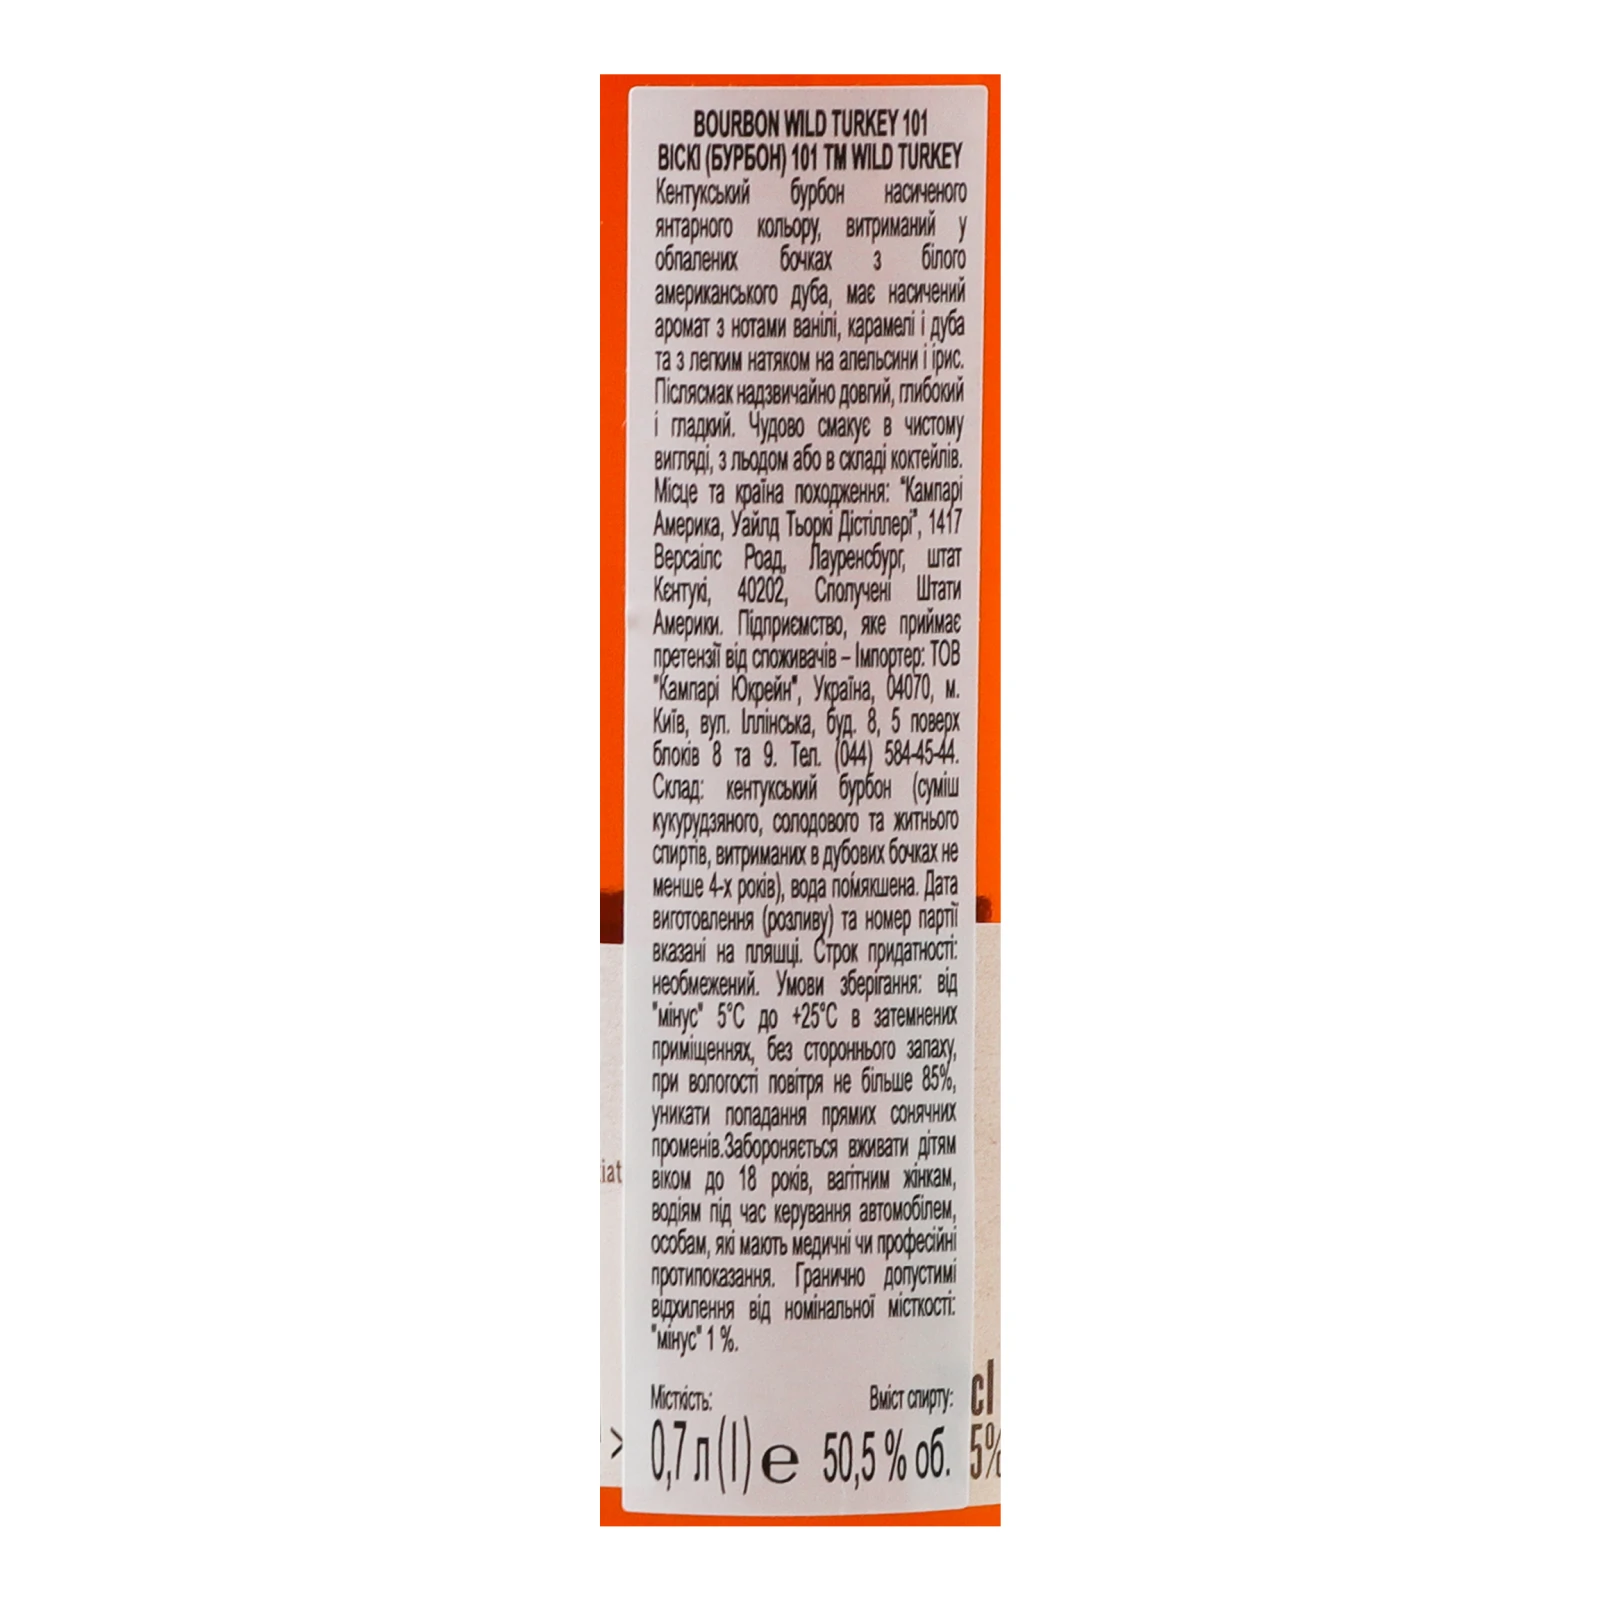 BOURBON WILD TURKEY 101
ВІСКІ (БУРБОН) 101 ТМ WILD TURKEY
Кентукський бурбон насиченого
янтарного кольору, витриманий у
обпалених бочках з білого
американського дуба, має насичений
аромат з нотами ванілі, карамелі і дуба
та з легким натяком на апельсини і ірис.
Післясмак надзвичайно довгий, глибокий
і гладкий. Чудово смакує в чистому
вигляді, з льодом або в складі коктейлів.
Місце та країна походження: "Кампарі
Америка, Уайлд Тьоркі Дістіллері", 1417
Версаілс Роад, Лауренсбург, штат
Кентукі, 40202, Сполучені Штати
Америки. Підприємство, яке приймає
претензії від споживачів – Імпортер: ТОВ
"Кампарі Юкрейн", Україна, 04070, м.
Київ, вул. Іллінська, буд. 8, 5 поверх
блоків 8 та 9. Тел. (044) 584-45-44.
Склад: кентукський бурбон (суміш
кукурудзяного, солодового та житнього
спиртів, витриманих в дубових бочках не
менше 4-х років), вода пом'якшена. Дата
виготовлення (розливу) та номер партії
вказані на пляшці. Строк придатності:
необмежений. Умови зберігання: від
"мінус" 5°С до +25°С в затемнених
приміщеннях, без стороннього запаху,
при вологості повітря не більше 85%,
уникати попадання прямих сонячних
променів.Забороняється вживати дітям
віком до 18 років, вагітним жінкам,
водіям під час керування автомобілем,
особам, які мають медичні чи професійні
протипоказання. Гранично допустимі
відхилення від номінальної місткості:
"мінус" 1 %.
Місткість: Вміст спирту:
0,7 л (l) e 50,5 % об.
cl
5%